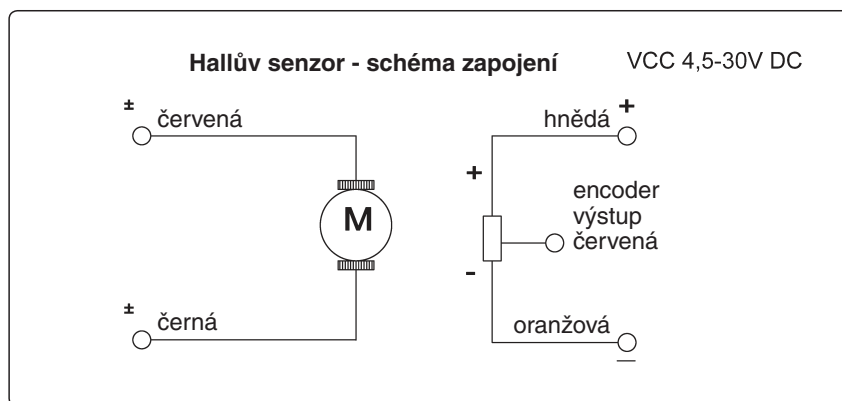 Hallův senzor - schéma zapojení
VCC 4,5-30V DC
±
červená
M
±
černá
hnědá
+
+
encoder
výstup
červená
-
oranžová
—